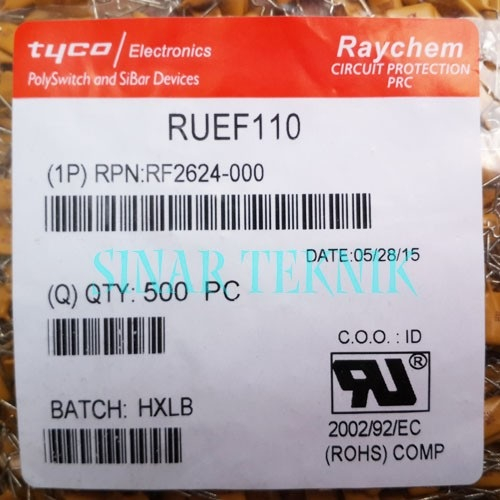 tyco / Electronics
PolySwitch and SiBar Devices
Raychem
CIRCUIT PROTECTION
PRC
RUEF110
(1P) RPN:RF2624-000
DATE:05/28/15
SINAR TEKNIK
(Q) QTY: 500 PC
C.O.O. : ID
RU
BATCH: HXLB
2002/92/EC
(ROHS) COMP